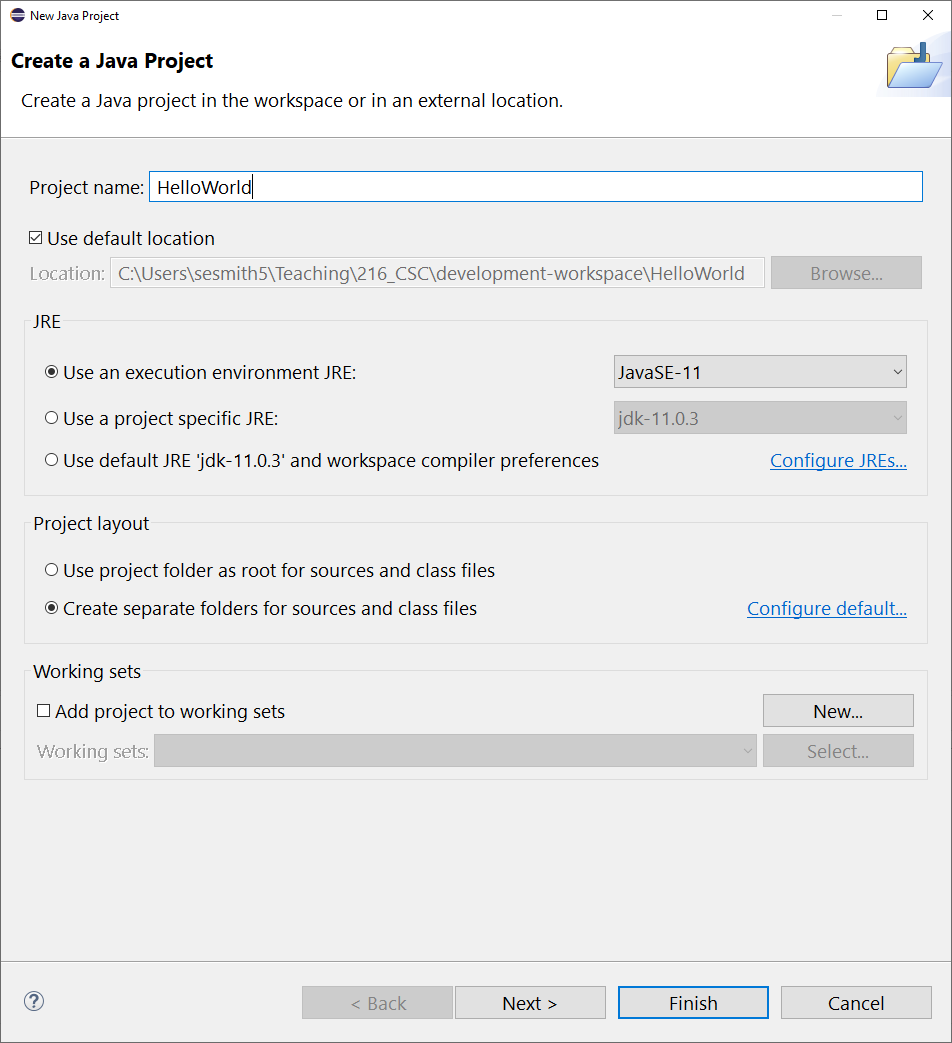 New Java Project
Create a Java Project
Create a Java project in the workspace or in an external location.
Project name: HelloWorld
Use default location
Location: C:\Users\sesmith5\Teaching\216_CSC\development-workspace\HelloWorld Browse...
JRE
Use an execution environment JRE: JavaSE-11
Use a project specific JRE: jdk-11.0.3
Use default JRE 'jdk-11.0.3' and workspace compiler preferences Configure JREs...
Project layout
Use project folder as root for sources and class files
Create separate folders for sources and class files Configure default...
Working sets
Add project to working sets New...
Working sets: Select...
? < Back Next > Finish Cancel